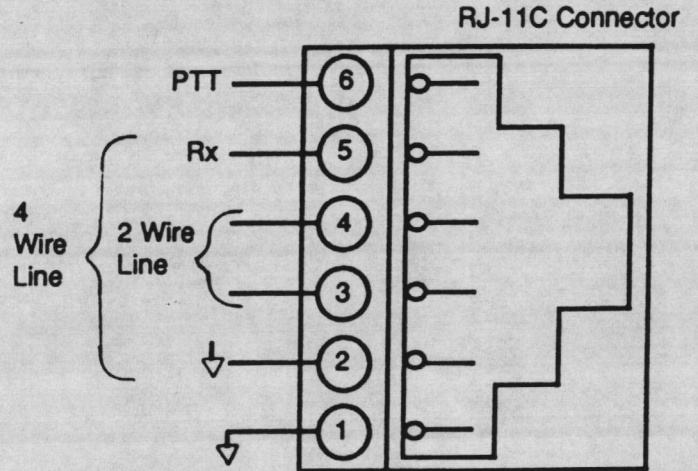 RJ-11C Connector
PTT 6
Rx 5
4 Wire Line
2 Wire Line
4
3
2
1